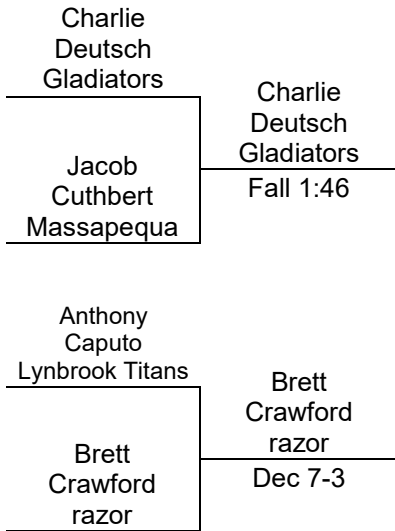 Charlie
Deutsch
Gladiators
Charlie
Deutsch
Gladiators
Fall 1:46
Jacob
Cuthbert
Massapequa
Anthony
Caputo
Lynbrook Titans
Brett
Crawford
razor
Dec 7-3
Brett
Crawford
razor